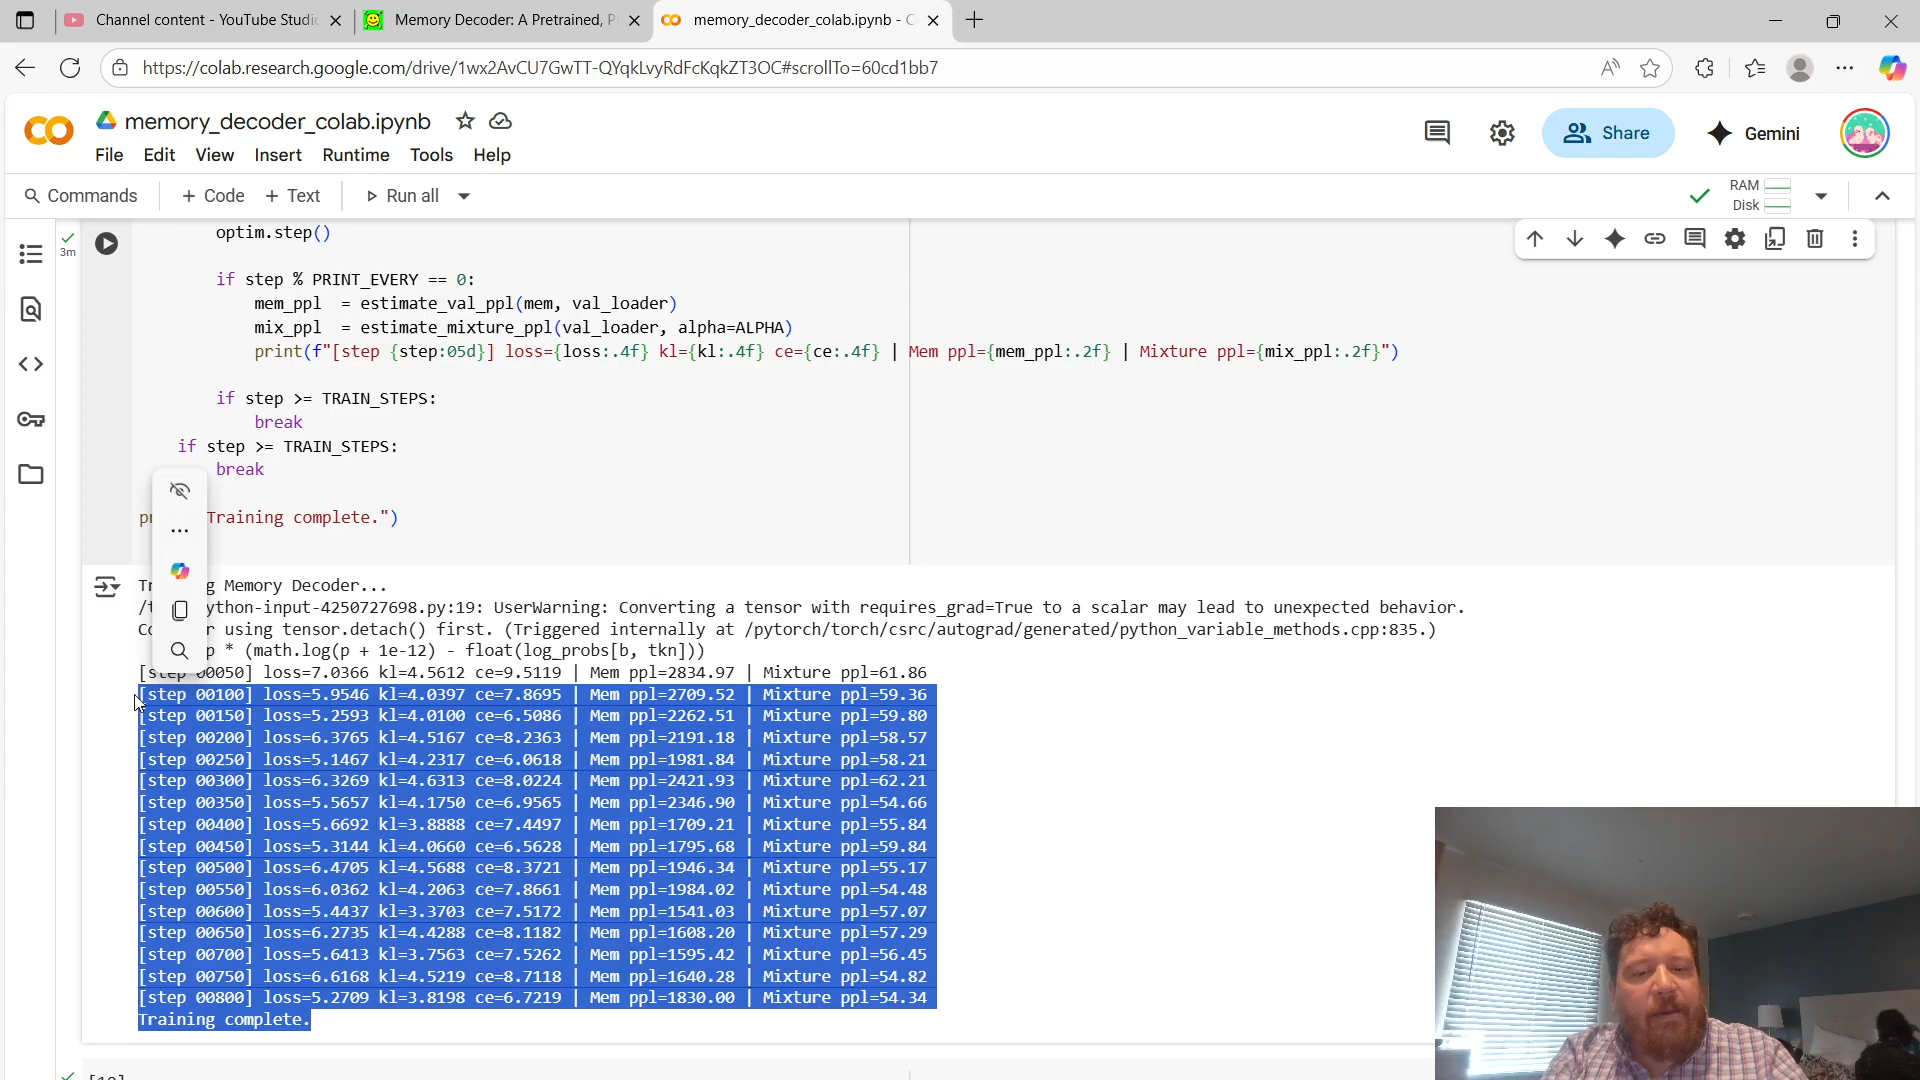 Channel content - YouTube Studio
Memory Decoder: A Pretrained, P
memory_decoder_colab.ipynb - C
https://colab.research.google.com/drive/1wx2AvCU7GwTT-QYqkLvyRdFcKqkZT3OC#scrollTo=60cd1bb7
memory_decoder_colab.ipynb
Share
Gemini
File Edit View Insert Runtime Tools Help
Commands + Code + Text Run all
RAM
Disk
3m
optim.step()
if step % PRINT_EVERY == 0:
mem_ppl = estimate_val_ppl(mem, val_loader)
mix_ppl = estimate_mixture_ppl(val_loader, alpha=ALPHA)
print(f"[step {step:05d}] loss={loss:.4f} kl={kl:.4f} ce={ce:.4f} | Mem ppl={mem_ppl:.2f} | Mixture ppl={mix_ppl:.2f}")
if step >= TRAIN_STEPS:
break
if step >= TRAIN_STEPS:
break
Training complete.")
g Memory Decoder...
ython-input-4250727698.py:19: UserWarning: Converting a tensor with requires_grad=True to a scalar may lead to unexpected behavior.
r using tensor.detach() first. (Triggered internally at /pytorch/torch/csrc/autograd/generated/python_variable_methods.cpp:835.)
p * (math.log(p + 1e-12) - float(log_probs[b, tkn]))
[step 00050] loss=7.0366 kl=4.5612 ce=9.5119 | Mem ppl=2834.97 | Mixture ppl=61.86
[step 00100] loss=5.9546 kl=4.0397 ce=7.8695 | Mem ppl=2709.52 | Mixture ppl=59.36
[step 00150] loss=5.2593 kl=4.0100 ce=6.5086 | Mem ppl=2262.51 | Mixture ppl=59.80
[step 00200] loss=6.3765 kl=4.5167 ce=8.2363 | Mem ppl=2191.18 | Mixture ppl=58.57
[step 00250] loss=5.1467 kl=4.2317 ce=6.0618 | Mem ppl=1981.84 | Mixture ppl=58.21
[step 00300] loss=6.3269 kl=4.6313 ce=8.0224 | Mem ppl=2421.93 | Mixture ppl=62.21
[step 00350] loss=5.5657 kl=4.1750 ce=6.9565 | Mem ppl=2346.90 | Mixture ppl=54.66
[step 00400] loss=5.6692 kl=3.8888 ce=7.4497 | Mem ppl=1709.21 | Mixture ppl=55.84
[step 00450] loss=5.3144 kl=4.0660 ce=6.5628 | Mem ppl=1795.68 | Mixture ppl=59.84
[step 00500] loss=6.4705 kl=4.5688 ce=8.3721 | Mem ppl=1946.34 | Mixture ppl=55.17
[step 00550] loss=6.0362 kl=4.2063 ce=7.8661 | Mem ppl=1984.02 | Mixture ppl=54.48
[step 00600] loss=5.4437 kl=3.3703 ce=7.5172 | Mem ppl=1541.03 | Mixture ppl=57.07
[step 00650] loss=6.2735 kl=4.4288 ce=8.1182 | Mem ppl=1608.20 | Mixture ppl=57.29
[step 00700] loss=5.6413 kl=3.7563 ce=7.5262 | Mem ppl=1595.42 | Mixture ppl=56.45
[step 00750] loss=6.6168 kl=4.5219 ce=8.7118 | Mem ppl=1640.28 | Mixture ppl=54.82
[step 00800] loss=5.2709 kl=3.8198 ce=6.7219 | Mem ppl=1830.00 | Mixture ppl=54.34
Training complete.